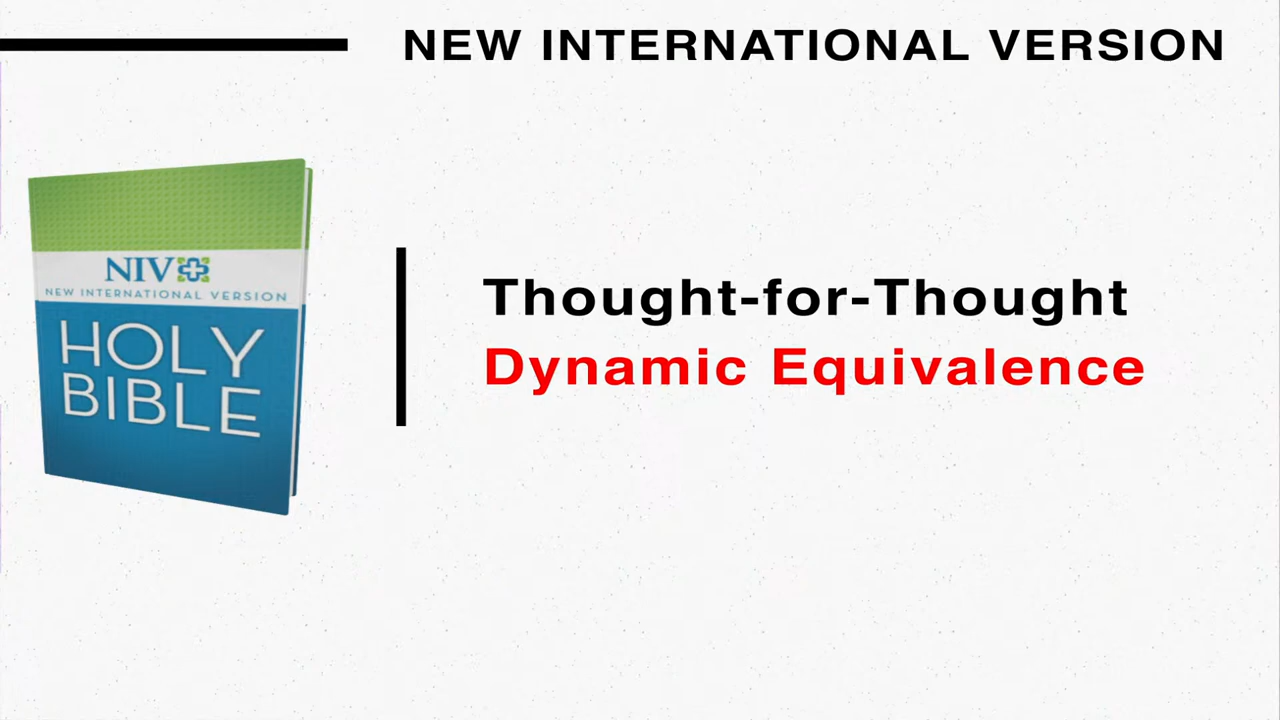 NEW INTERNATIONAL VERSION
NIV
NEW INTERNATIONAL VERSION
HOLY
BIBLE
Thought-for-Thought
Dynamic Equivalence